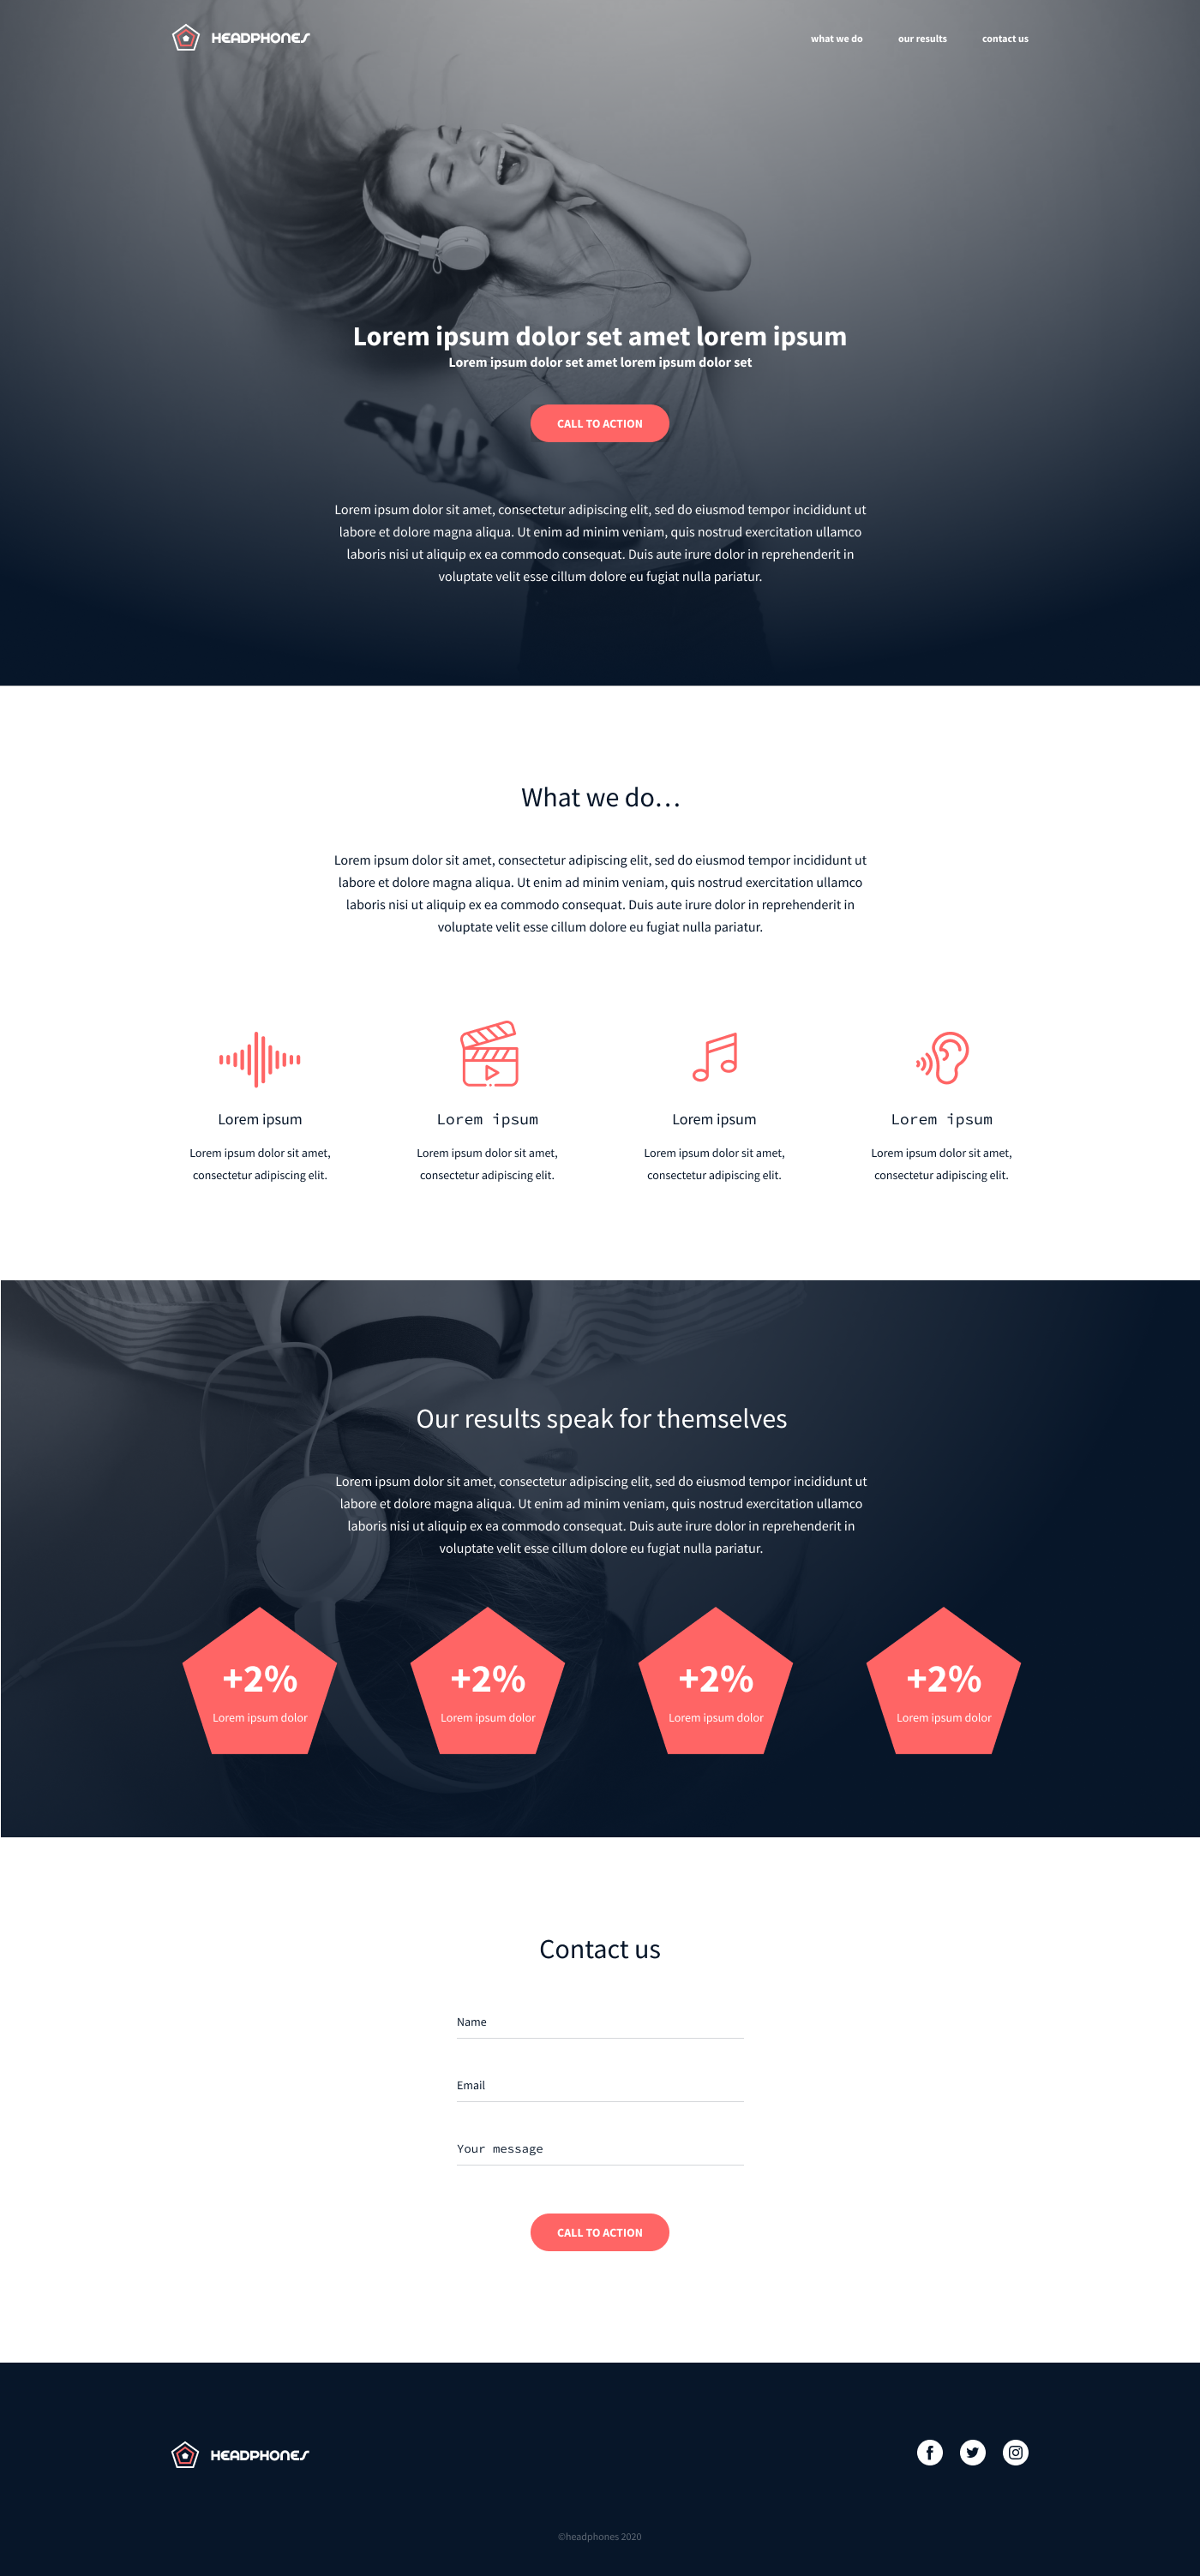 HEADPHONES
what we do our results contact us
Lorem ipsum dolor set amet lorem ipsum
Lorem ipsum dolor set amet lorem ipsum dolor set
CALL TO ACTION
Lorem ipsum dolor sit amet, consectetur adipiscing elit, sed do eiusmod tempor incididunt ut
labore et dolore magna aliqua. Ut enim ad minim veniam, quis nostrud exercitation ullamco
laboris nisi ut aliquip ex ea commodo consequat. Duis aute irure dolor in reprehenderit in
voluptate velit esse cillum dolore eu fugiat nulla pariatur.
What we do...
Lorem ipsum dolor sit amet, consectetur adipiscing elit, sed do eiusmod tempor incididunt ut
labore et dolore magna aliqua. Ut enim ad minim veniam, quis nostrud exercitation ullamco
laboris nisi ut aliquip ex ea commodo consequat. Duis aute irure dolor in reprehenderit in
voluptate velit esse cillum dolore eu fugiat nulla pariatur.
Lorem ipsum
Lorem ipsum dolor sit amet,
consectetur adipiscing elit.
Lorem ipsum
Lorem ipsum dolor sit amet,
consectetur adipiscing elit.
Lorem ipsum
Lorem ipsum dolor sit amet,
consectetur adipiscing elit.
Lorem ipsum
Lorem ipsum dolor sit amet,
consectetur adipiscing elit.
Our results speak for themselves
Lorem ipsum dolor sit amet, consectetur adipiscing elit, sed do eiusmod tempor incididunt ut
labore et dolore magna aliqua. Ut enim ad minim veniam, quis nostrud exercitation ullamco
laboris nisi ut aliquip ex ea commodo consequat. Duis aute irure dolor in reprehenderit in
voluptate velit esse cillum dolore eu fugiat nulla pariatur.
+2%
Lorem ipsum dolor
+2%
Lorem ipsum dolor
+2%
Lorem ipsum dolor
+2%
Lorem ipsum dolor
Contact us
Name
Email
Your message
CALL TO ACTION
HEADPHONES
©headphones 2020